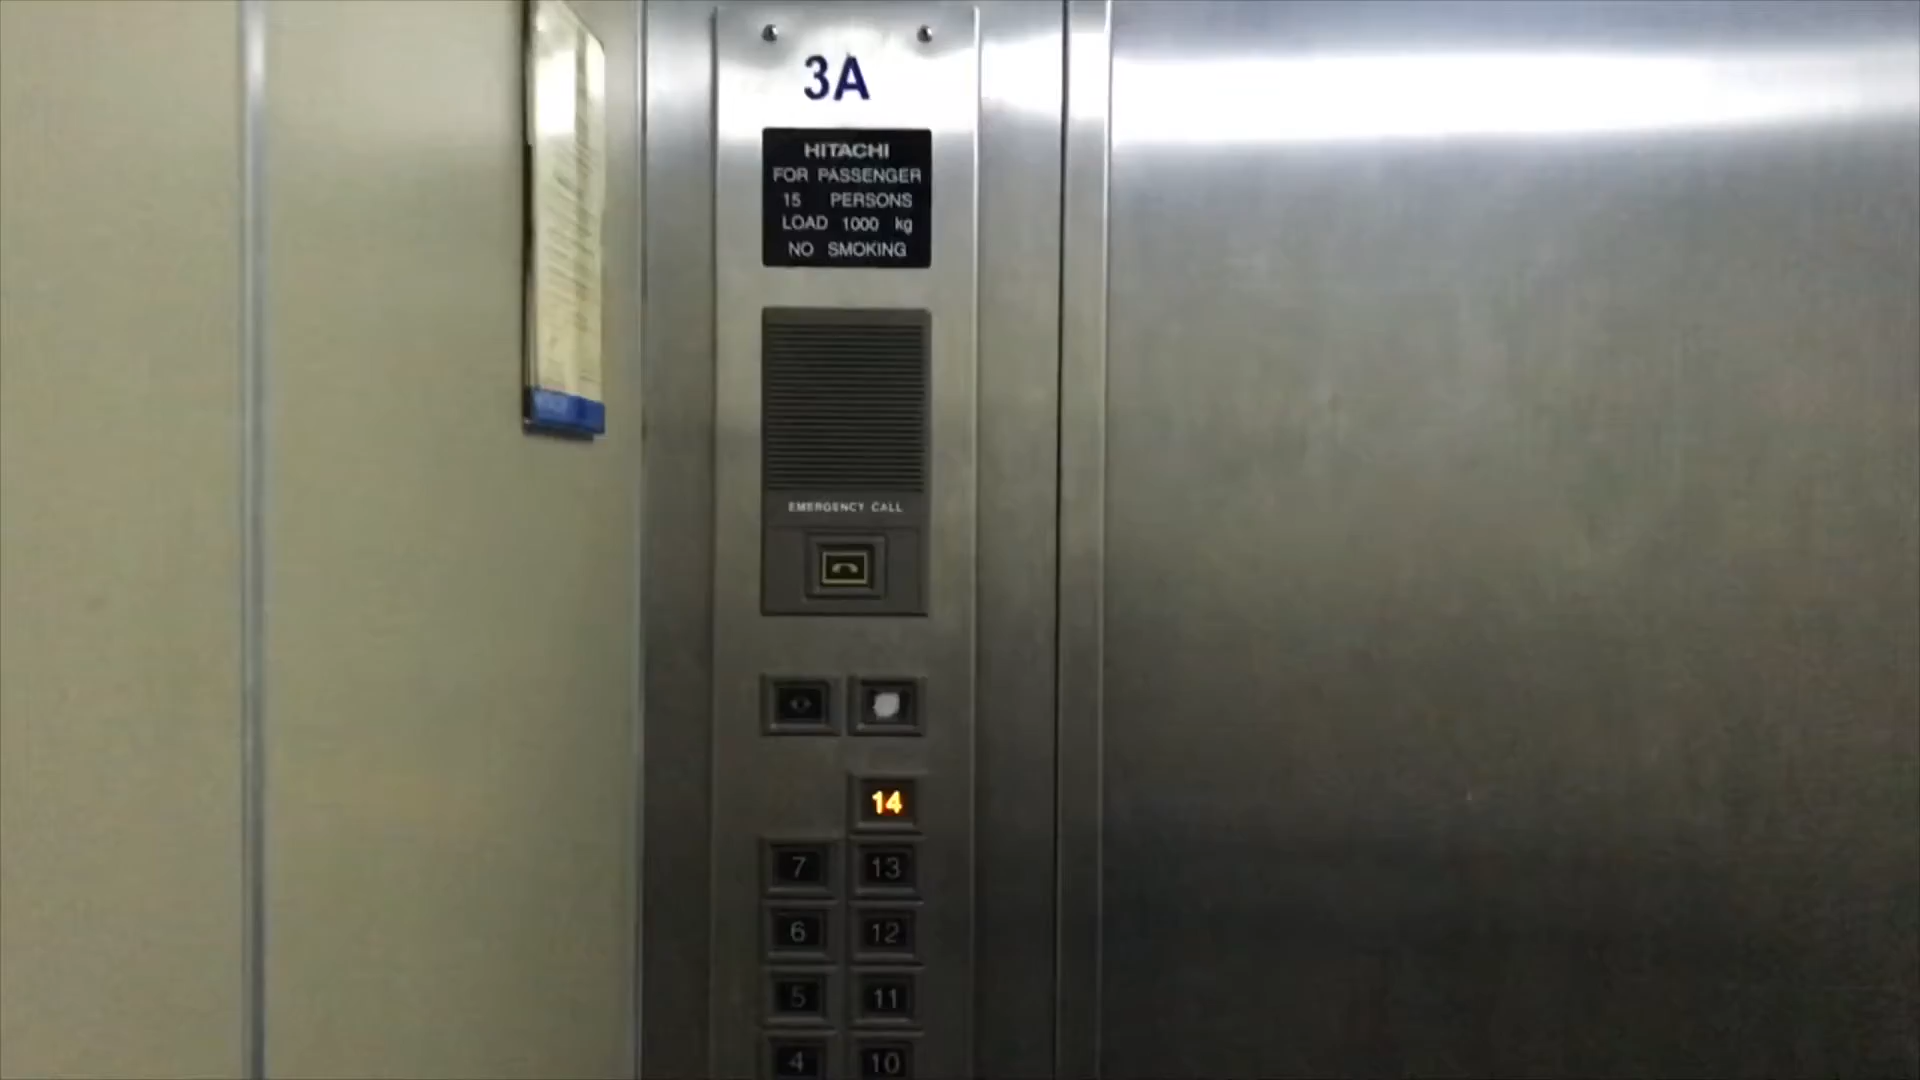 3A
HITACHI
FOR PASSENGER
15 PERSONS
LOAD 1000 kg
NO SMOKING
EMERGENCY CALL
14
7 13
6 12
5 11
4 10